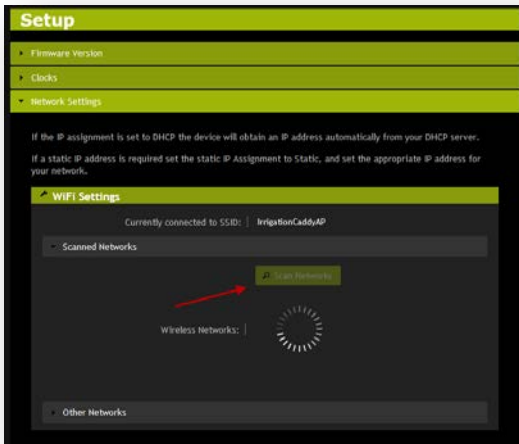 Setup
Firmware Version
Clocks
Network Settings
If the IP assignment is set to DHCP the device will obtain an IP address automatically from your DHCP server.
If a static IP address is required set the static IP Assignment to Static, and set the appropriate IP address for
your network.
WiFi Settings
Currently connected to SSID: IrrigationCaddyAP
Scanned Networks
Scan Networks
Wireless Networks:
Other Networks